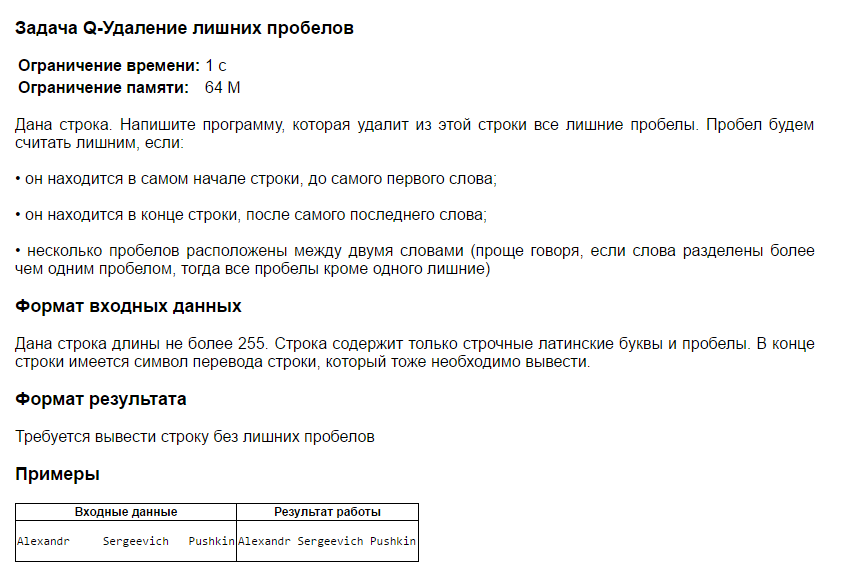 Задача Q-Удаление лишних пробелов
Ограничение времени: 1 с
Ограничение памяти: 64 M
Дана строка. Напишите программу, которая удалит из этой строки все лишние пробелы. Пробел будем
считать лишним, если:
• он находится в самом начале строки, до самого первого слова;
• он находится в конце строки, после самого последнего слова;
• несколько пробелов расположены между двумя словами (проще говоря, если слова разделены более
чем одним пробелом, тогда все пробелы кроме одного лишние)
Формат входных данных
Дана строка длины не более 255. Строка содержит только строчные латинские буквы и пробелы. В конце
строки имеется символ перевода строки, который тоже необходимо вывести.
Формат результата
Требуется вывести строку без лишних пробелов
Примеры
Входные данные Результат работы
Alexandr     Sergeevich   Pushkin Alexandr Sergeevich Pushkin